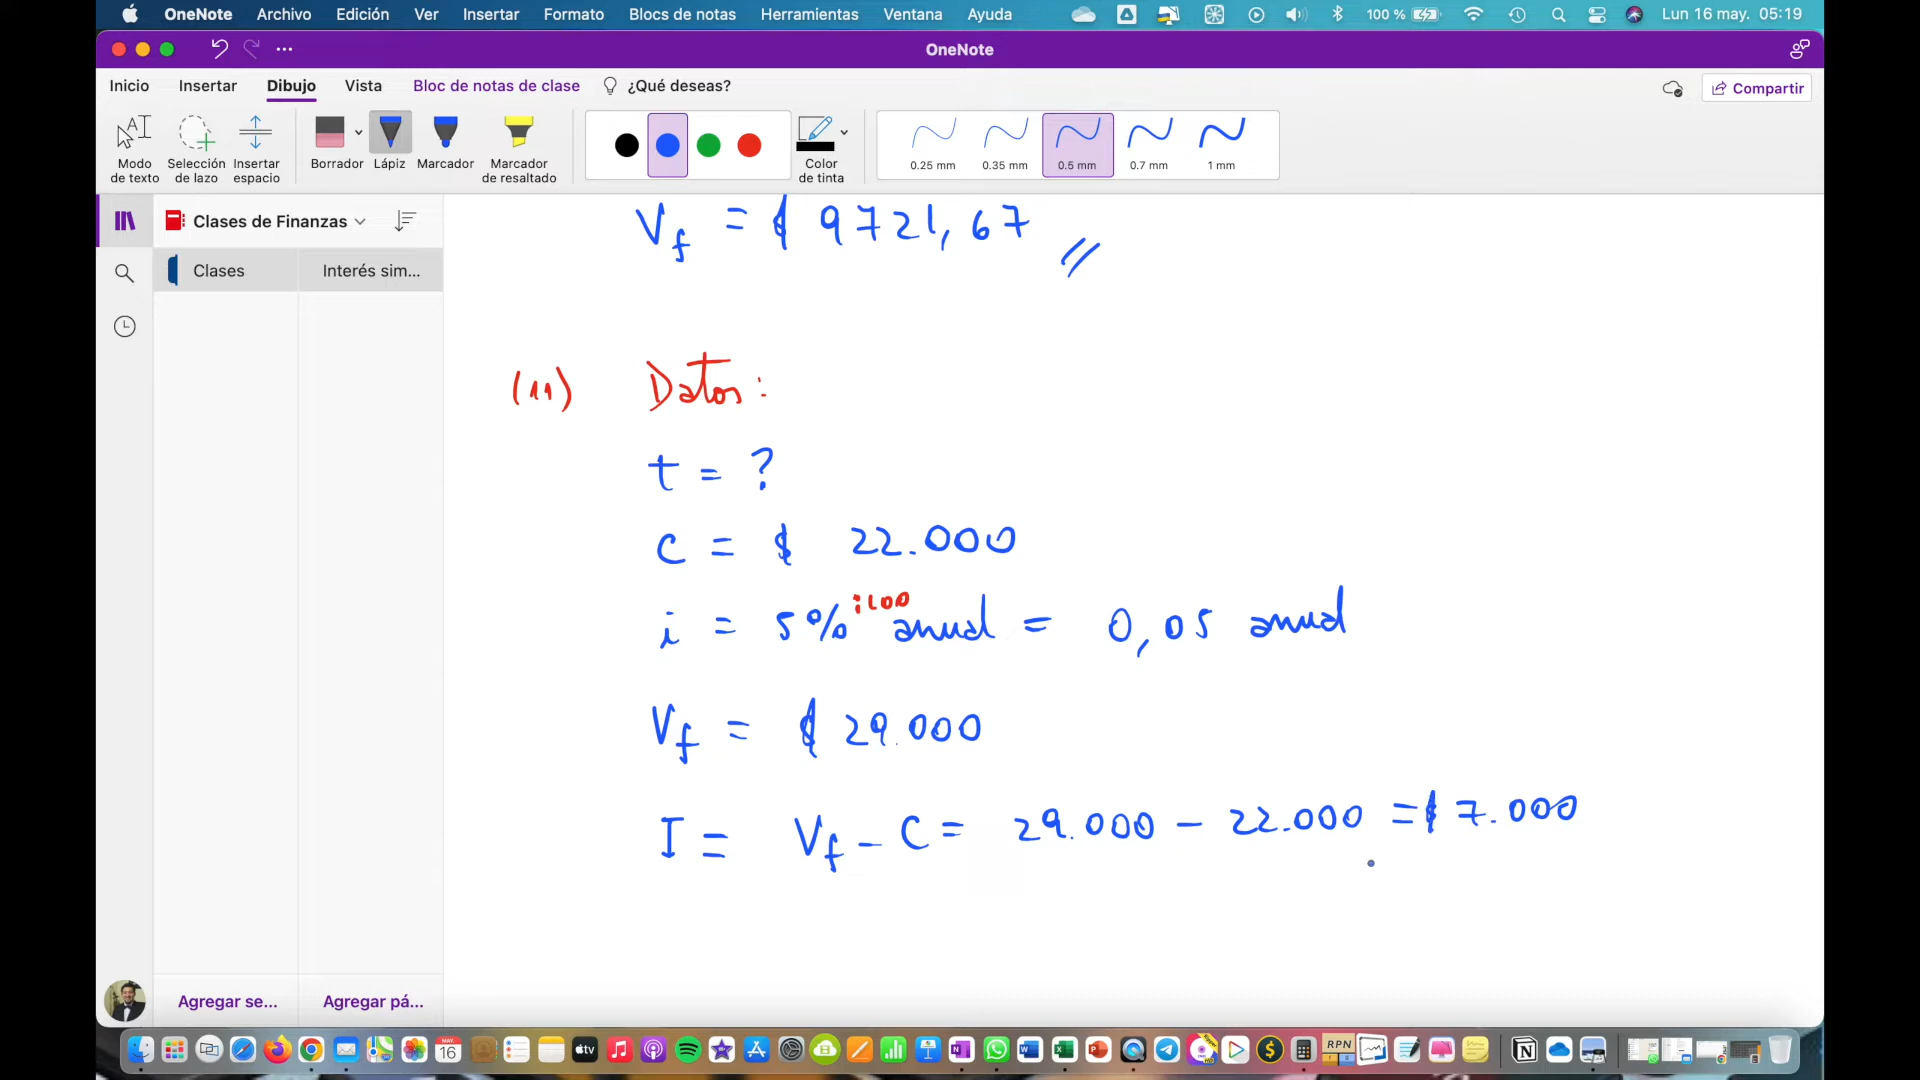 OneNote Archivo Edición Ver Insertar Formato Blocs de notas Herramientas Ventana Ayuda 100 % Lun 16 may. 05:19
OneNote
Inicio Insertar Dibujo Vista Bloc de notas de clase ¿Qué deseas? Compartir
Modo de texto
Selección de lazo
Insertar espacio
Borrador
Lápiz
Marcador
Marcador de resaltado
Color de tinta
0.25 mm 0.35 mm 0.5 mm 0.7 mm 1 mm
Clases de Finanzas
Clases Interés sim...
Vf = $ 9721,67
(11) Datos:
t = ?
C = $ 22.000
i = 5% :100 anual = 0,05 anual
Vf = $ 29.000
I = Vf - C = 29.000 - 22.000 = $ 7.000
Agregar se... Agregar pá...
MAY. 16
tv
RPN